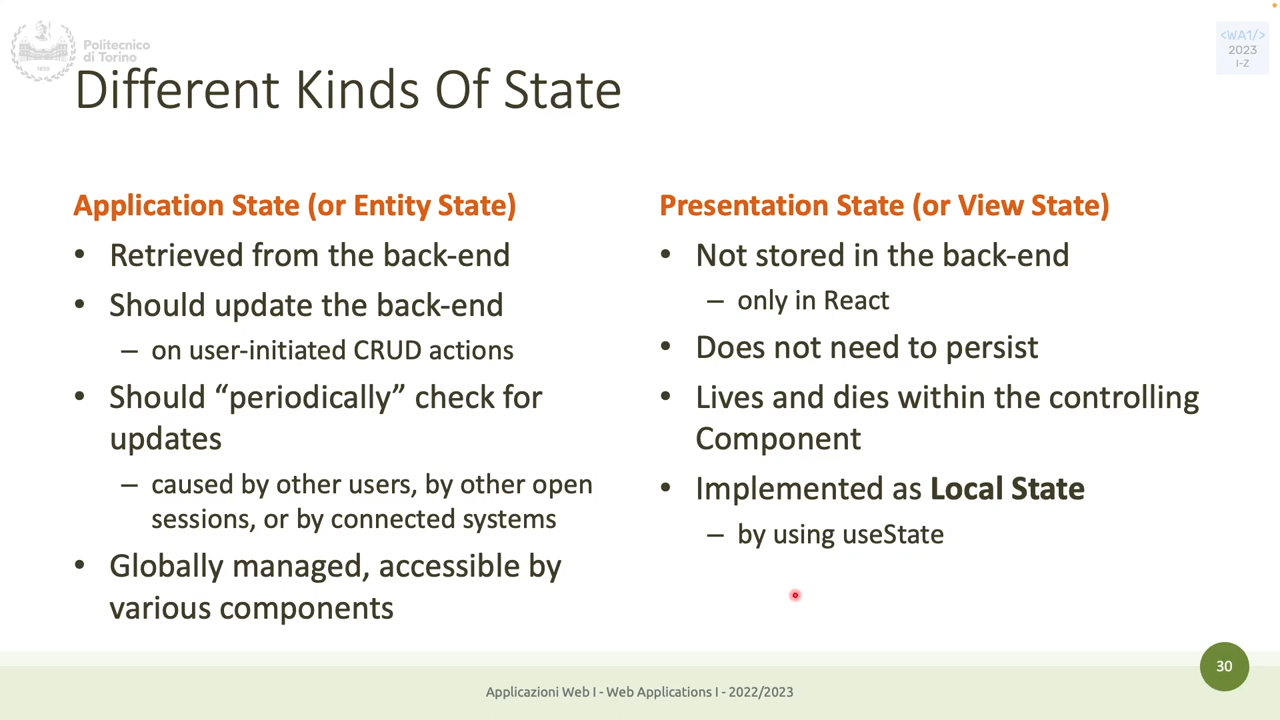 Politecnico
di Torino
1859
<WA1/>
2023
I-Z
Different Kinds Of State
Application State (or Entity State)
• Retrieved from the back-end
• Should update the back-end
– on user-initiated CRUD actions
• Should “periodically” check for
updates
– caused by other users, by other open
sessions, or by connected systems
• Globally managed, accessible by
various components
Presentation State (or View State)
• Not stored in the back-end
– only in React
• Does not need to persist
• Lives and dies within the controlling
Component
• Implemented as Local State
– by using useState
30
Applicazioni Web I - Web Applications I - 2022/2023